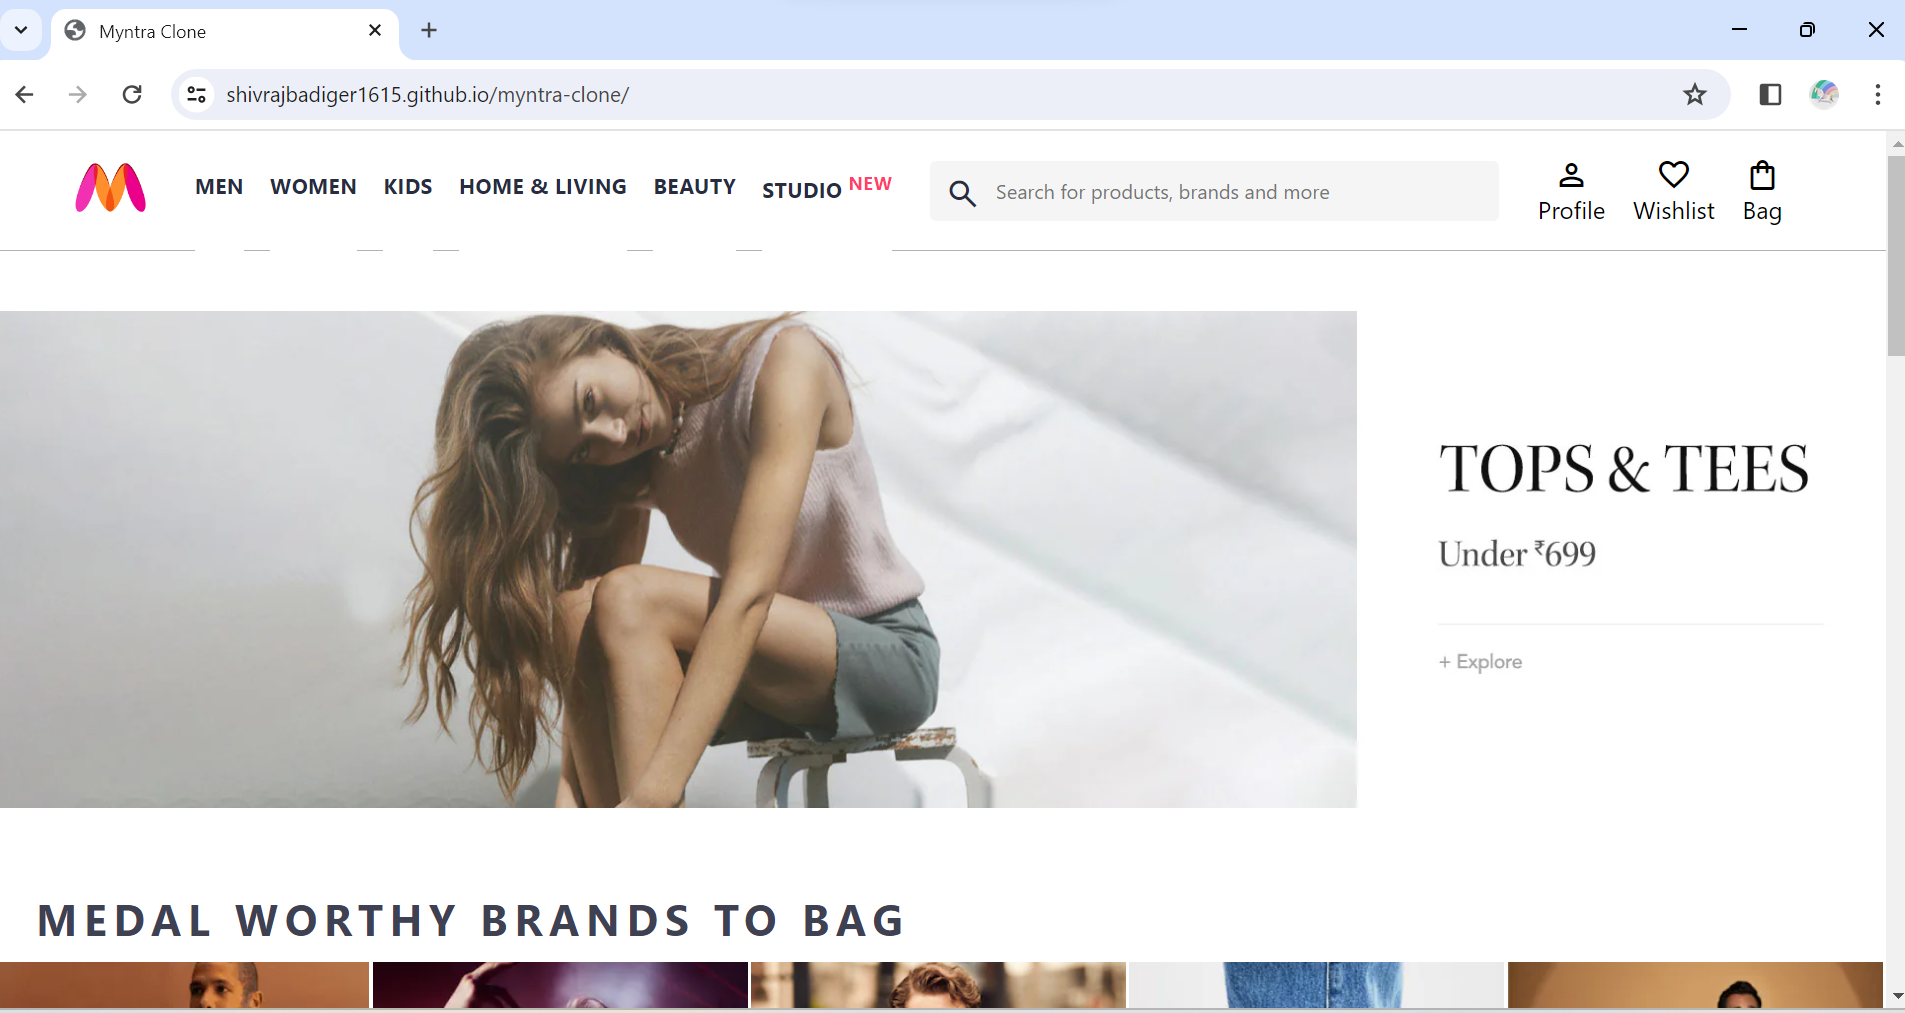 Myntra Clone
shivrajbadiger1615.github.io/myntra-clone/
MEN WOMEN KIDS HOME & LIVING BEAUTY STUDIO NEW Search for products, brands and more Profile Wishlist Bag
TOPS & TEES
Under ₹699
+ Explore
MEDAL WORTHY BRANDS TO BAG